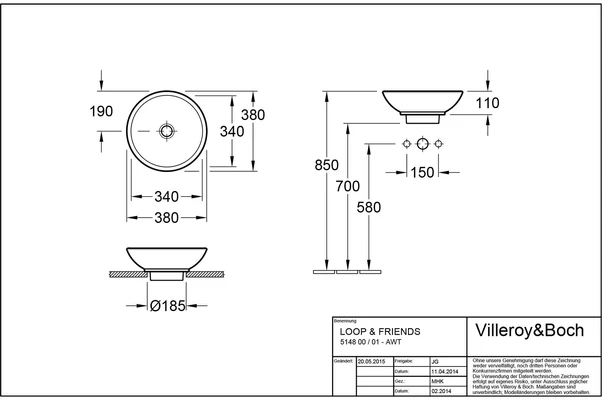 190
380
340
340
380
Ø185
110
850
700
580
150
Benennung
LOOP & FRIENDS
5148 00 / 01 - AWT
Villeroy&Boch
Geändert: 20.05.2015 Freigabe: JG
Datum: 11.04.2014
Gez.: MHK
Datum: 02.2014
Ohne unsere Genehmigung darf diese Zeichnung
weder vervielfältigt, noch dritten Personen oder
Konkurrenzfirmen mitgeteilt werden.
Die Verwendung der Daten/technischen Zeichnungen
erfolgt auf eigenes Risiko, unter Ausschluss jeglicher
Haftung von Villeroy & Boch. Maßangaben sind
unverbindlich; Modelländerungen bleiben vorbehalten.